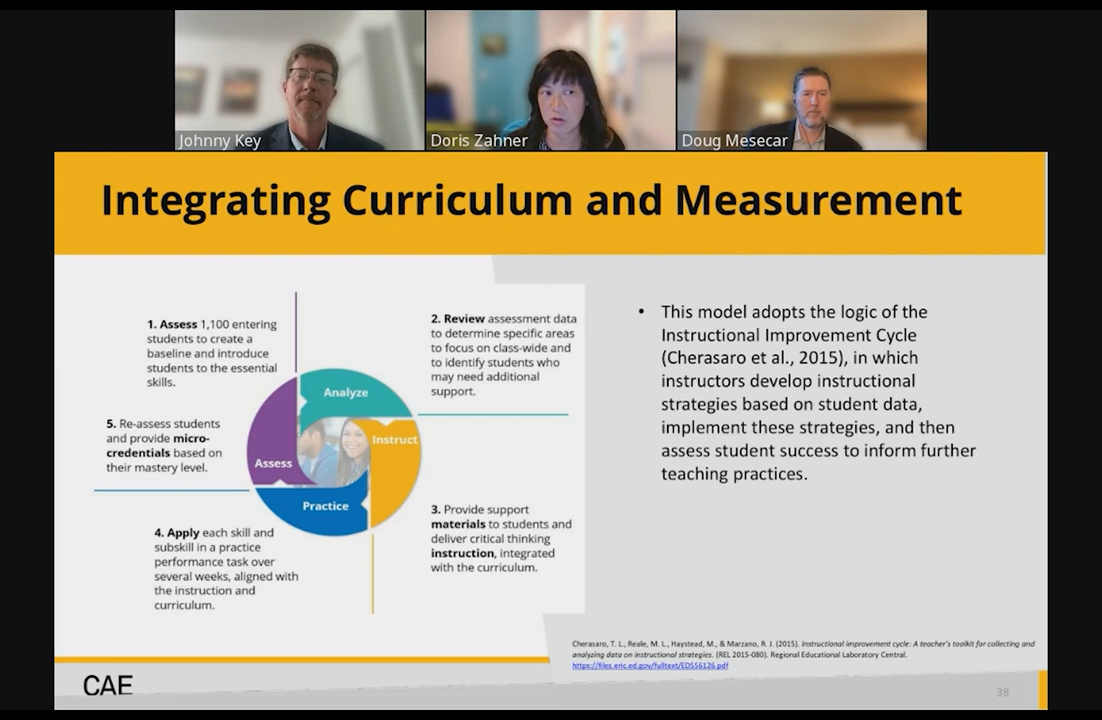 Johnny Key
Doris Zahner
Doug Mesecar
Integrating Curriculum and Measurement
1. Assess 1,100 entering
students to create a
baseline and introduce
students to the essential
skills.
2. Review assessment data
to determine specific areas
to focus on class-wide and
to identify students who
may need additional
support.
Analyze
Instruct
Assess
Practice
5. Re-assess students
and provide micro-
credentials based on
their mastery level.
3. Provide support
materials to students and
deliver critical thinking
instruction, integrated
with the curriculum.
4. Apply each skill and
subskill in a practice
performance task over
several weeks, aligned with
the instruction and
curriculum.
• This model adopts the logic of the
Instructional Improvement Cycle
(Cherasaro et al., 2015), in which
instructors develop instructional
strategies based on student data,
implement these strategies, and then
assess student success to inform further
teaching practices.
Cherasaro, T. L., Reale, M. L., Haystead, M., & Marzano, R. J. (2015). Instructional improvement cycle: A teacher's toolkit for collecting and
analyzing data on instructional strategies. (REL 2015-080). Regional Educational Laboratory Central.
https://files.eric.ed.gov/fulltext/ED556126.pdf
CAE
38